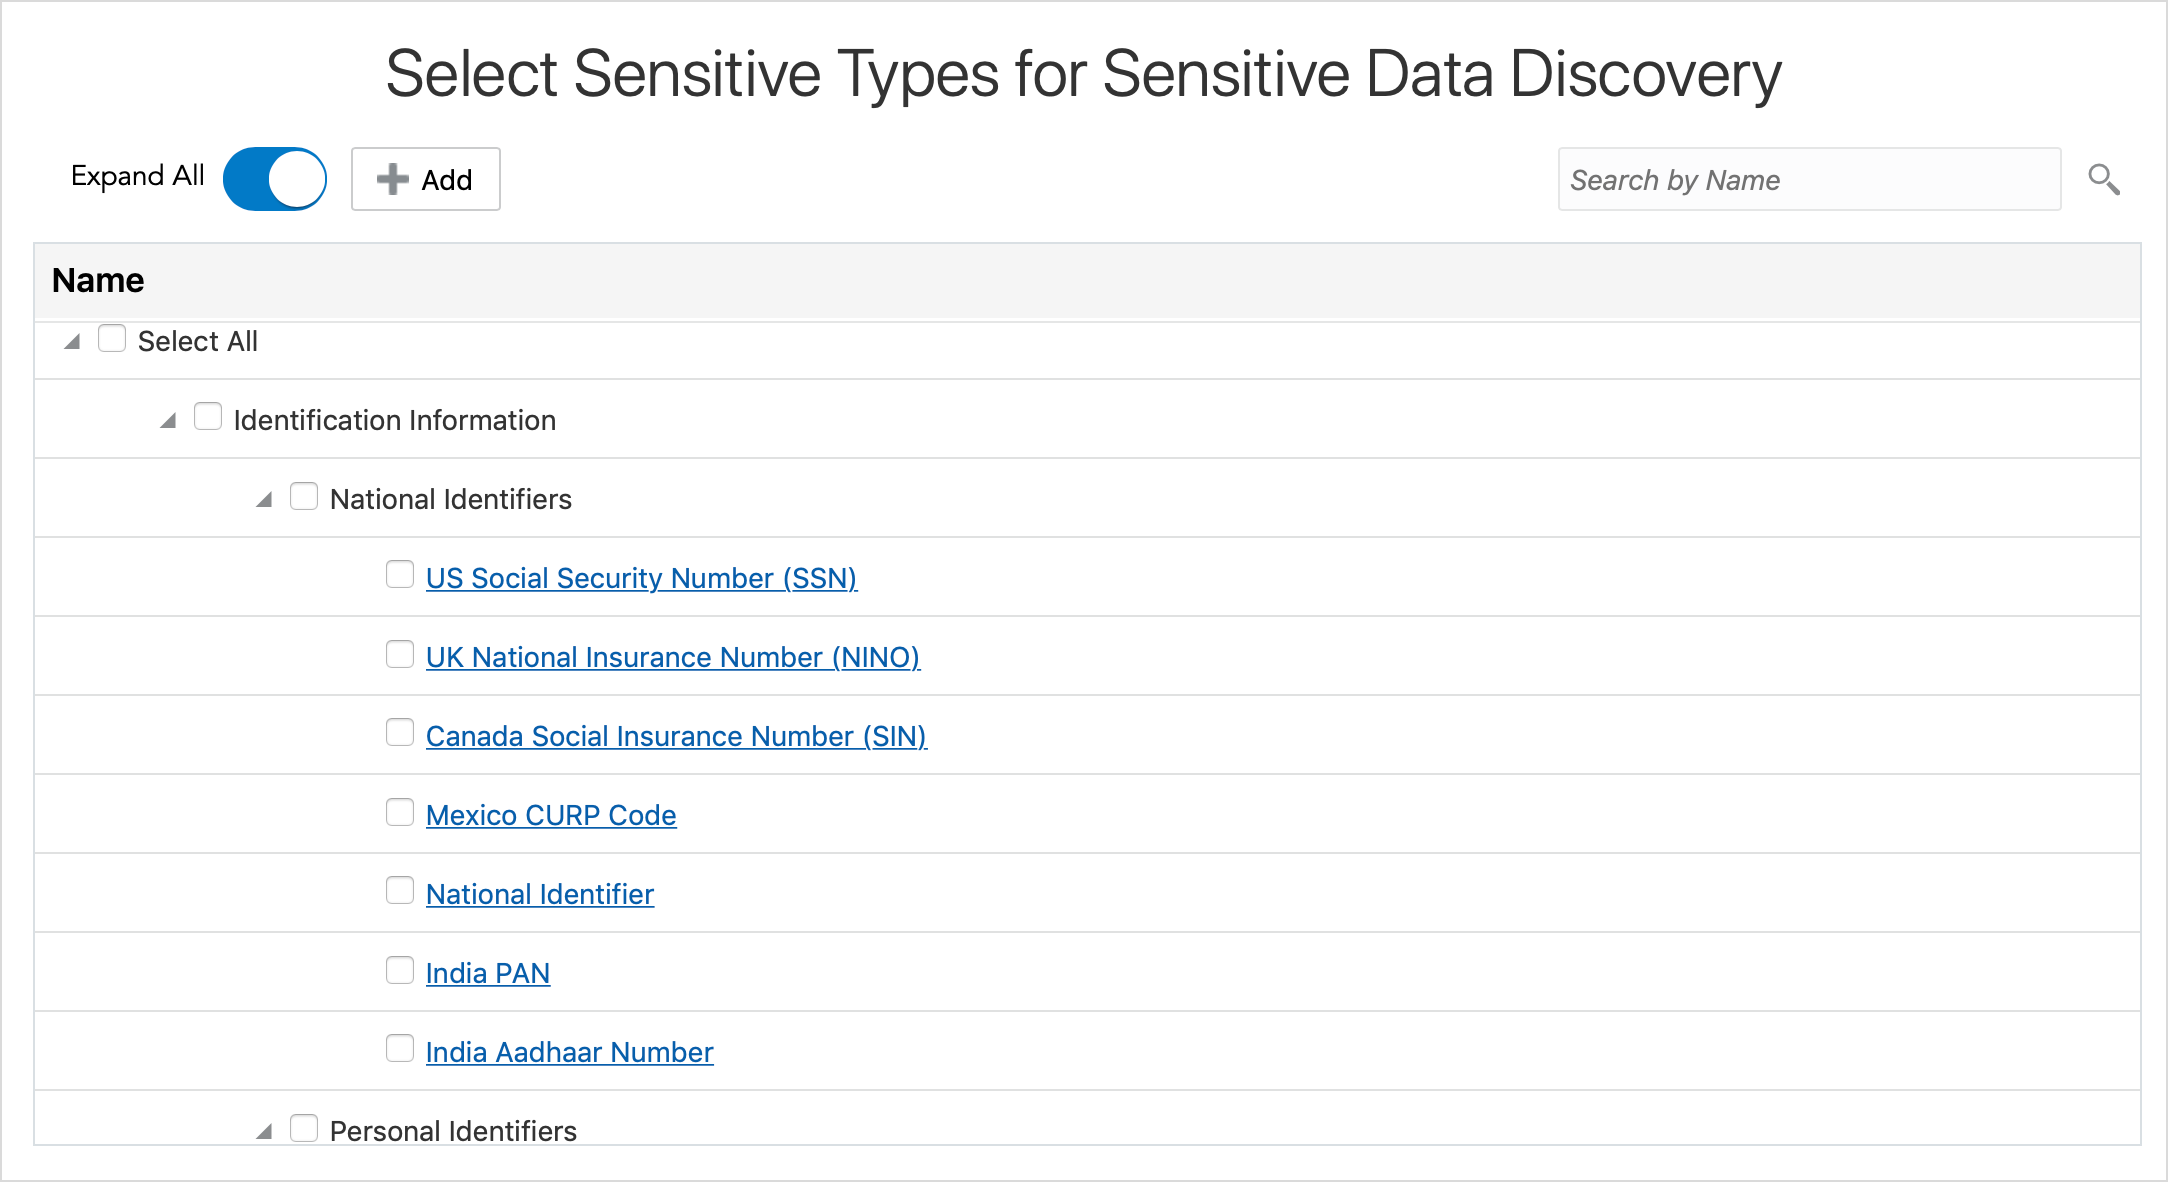 Select Sensitive Types for Sensitive Data Discovery
Expand All
Add
Search by Name
Name
Select All
Identification Information
National Identifiers
US Social Security Number (SSN)
UK National Insurance Number (NINO)
Canada Social Insurance Number (SIN)
Mexico CURP Code
National Identifier
India PAN
India Aadhaar Number
Personal Identifiers